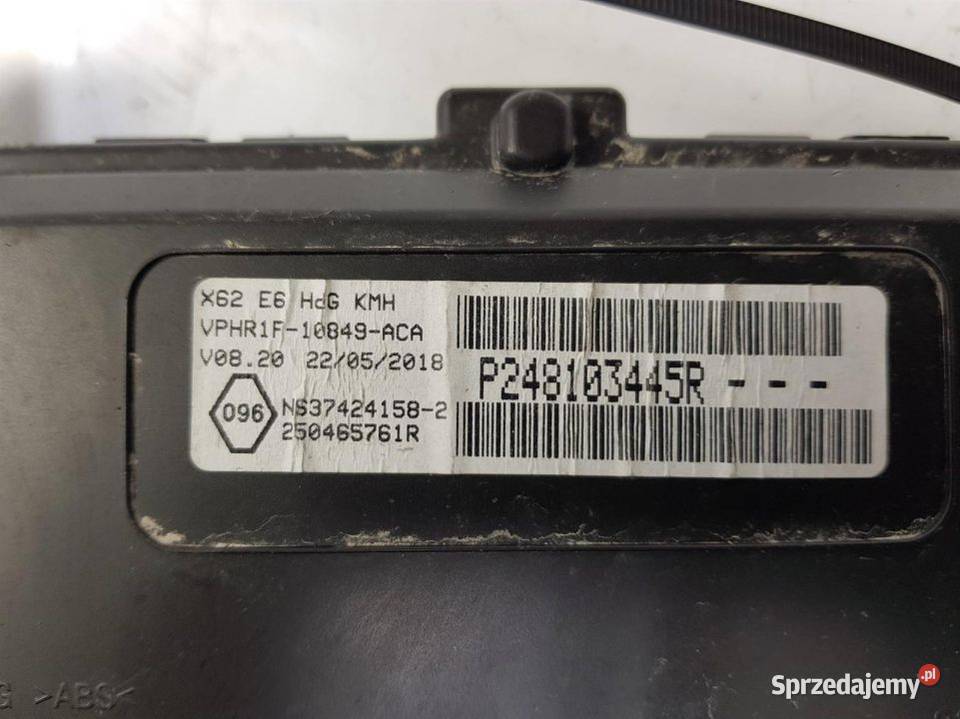 X62 E6 HdG KMH
VPHR1F-10849-ACA
V08.20 22/05/2018
096
NS37424158-2
250465761R
P248103445R - - -
G >ABS<
Sprzedajemy.pl